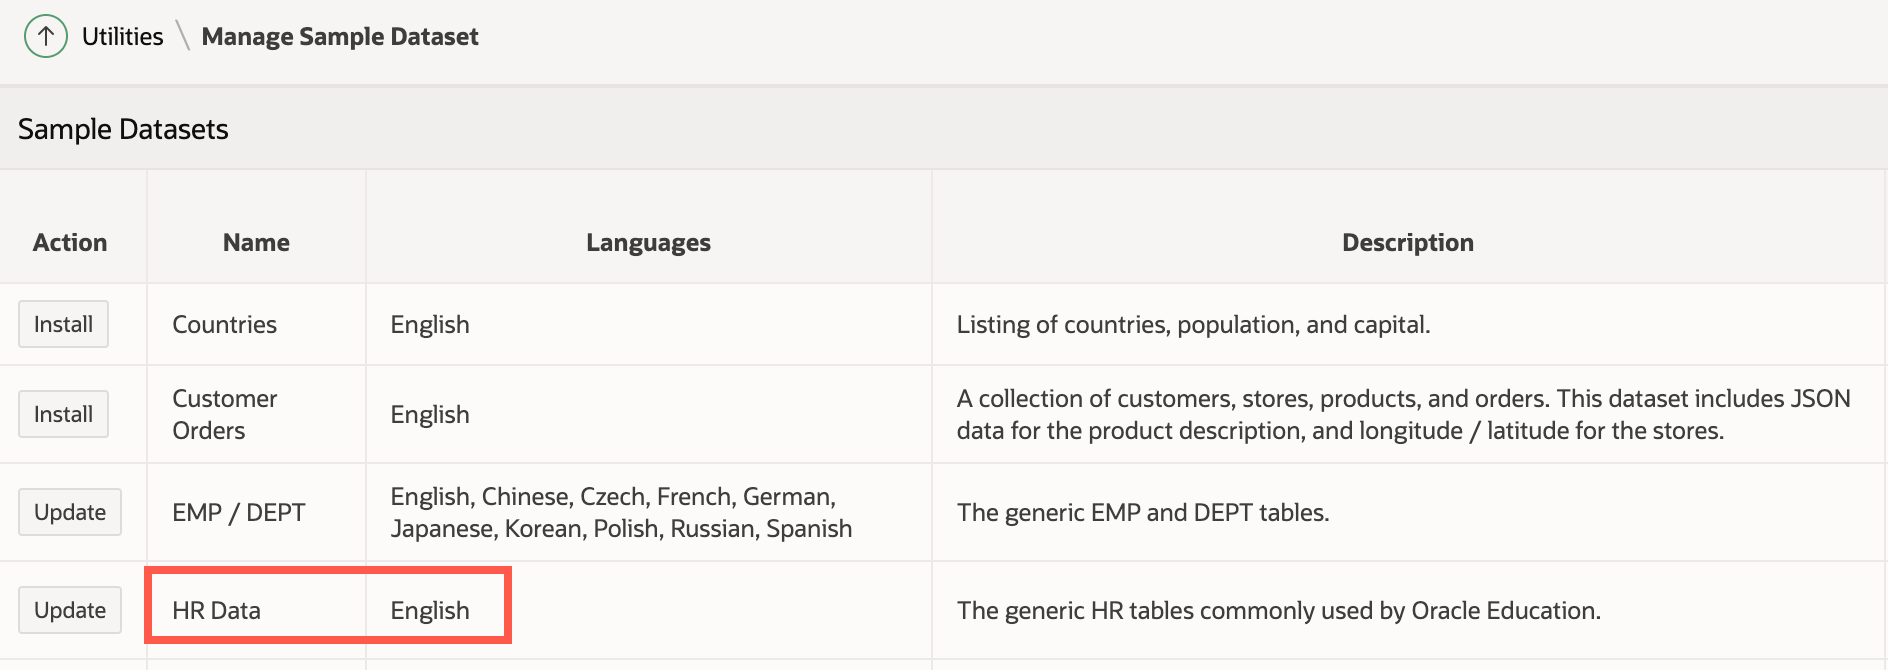 Utilities \ Manage Sample Dataset
Sample Datasets
Action Name Languages Description
Install Countries English Listing of countries, population, and capital.
Install Customer Orders English A collection of customers, stores, products, and orders. This dataset includes JSON
data for the product description, and longitude / latitude for the stores.
Update EMP / DEPT English, Chinese, Czech, French, German,
Japanese, Korean, Polish, Russian, Spanish The generic EMP and DEPT tables.
Update HR Data English The generic HR tables commonly used by Oracle Education.